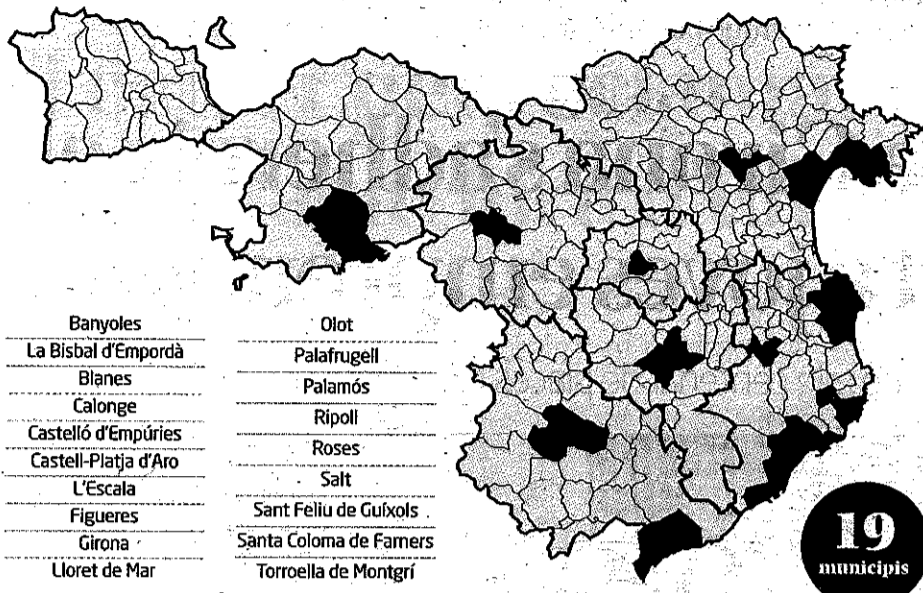 Banyoles
La Bisbal d'Empordà
Blanes
Calonge
Castelló d'Empúries
Castell-Platja d'Aro
L'Escala
Figueres
Girona
Lloret de Mar
Olot
Palafrugell
Palamós
Ripoll
Roses
Salt
Sant Feliu de Guíxols
Santa Coloma de Farners
Torroella de Montgrí
19
municipis